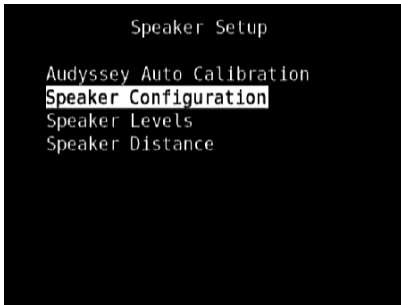 Speaker Setup
Audyssey Auto Calibration
Speaker Configuration
Speaker Levels
Speaker Distance